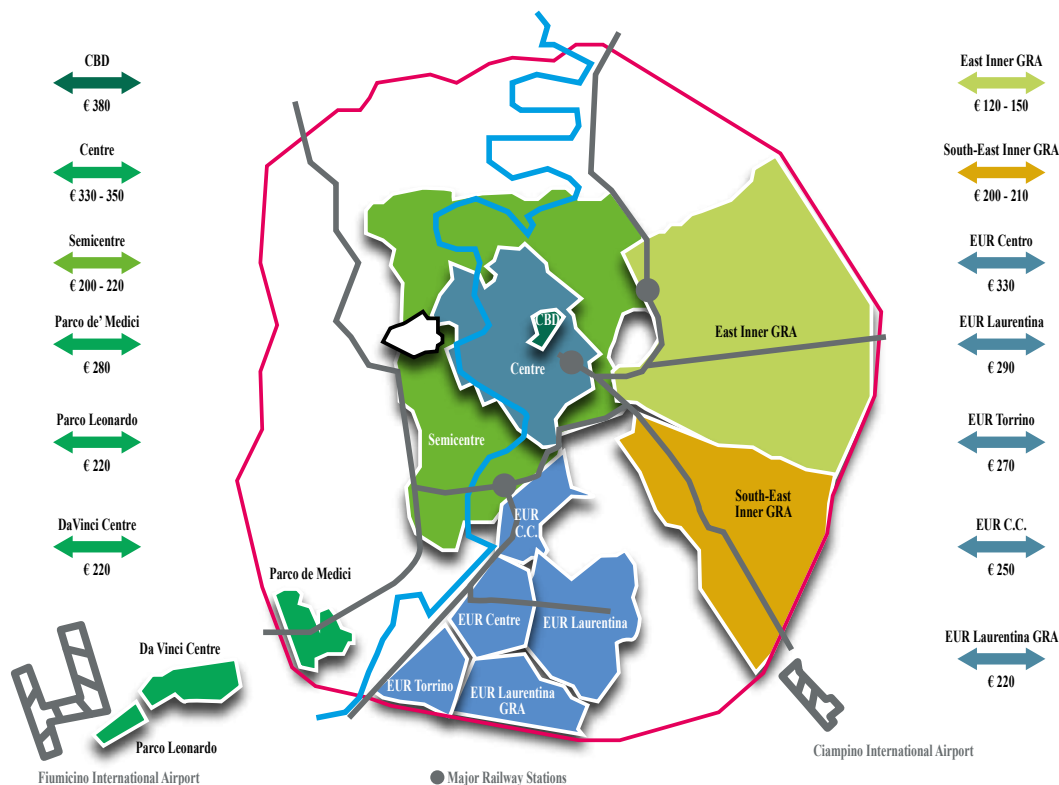 CBD
€ 380
Centre
€ 330 - 350
Semicentre
€ 200 - 220
Parco de’ Medici
€ 280
Parco Leonardo
€ 220
DaVinci Centre
€ 220
East Inner GRA
€ 120 - 150
South-East Inner GRA
€ 200 - 210
EUR Centro
€ 330
EUR Laurentina
€ 290
EUR Torrino
€ 270
EUR C.C.
€ 250
EUR Laurentina GRA
€ 220
CBD
Centre
East Inner GRA
Semicentre
South-East
Inner GRA
EUR
C.C.
Parco de Medici
EUR Centre
EUR Laurentina
EUR Torrino
EUR Laurentina
GRA
Da Vinci Centre
Parco Leonardo
Fiumicino International Airport
Major Railway Stations
Ciampino International Airport